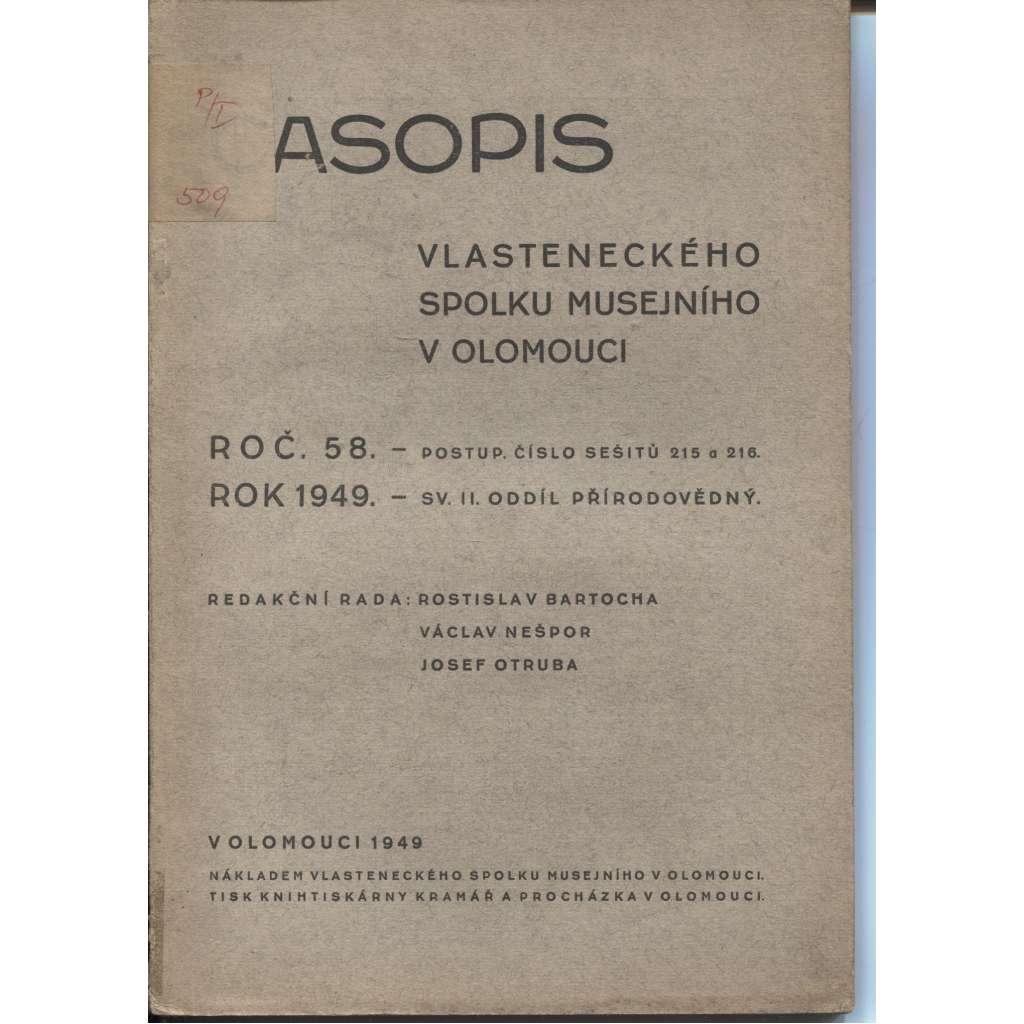 P/I
509
ČASOPIS
VLASTENECKÉHO
SPOLKU MUSEJNÍHO
V OLOMOUCI
ROČ. 58. – POSTUP. ČÍSLO SEŠITŮ 215 a 216.
ROK 1949. – SV. II. ODDÍL PŘÍRODOVĚDNÝ.
REDAKČNÍ RADA: ROSTISLAV BARTOCHA
VÁCLAV NEŠPOR
JOSEF OTRUBA
V OLOMOUCI 1949
NÁKLADEM VLASTENECKÉHO SPOLKU MUSEJNÍHO V OLOMOUCI.
TISK KNIHTISKÁRNY KRAMÁŘ A PROCHÁZKA V OLOMOUCI.